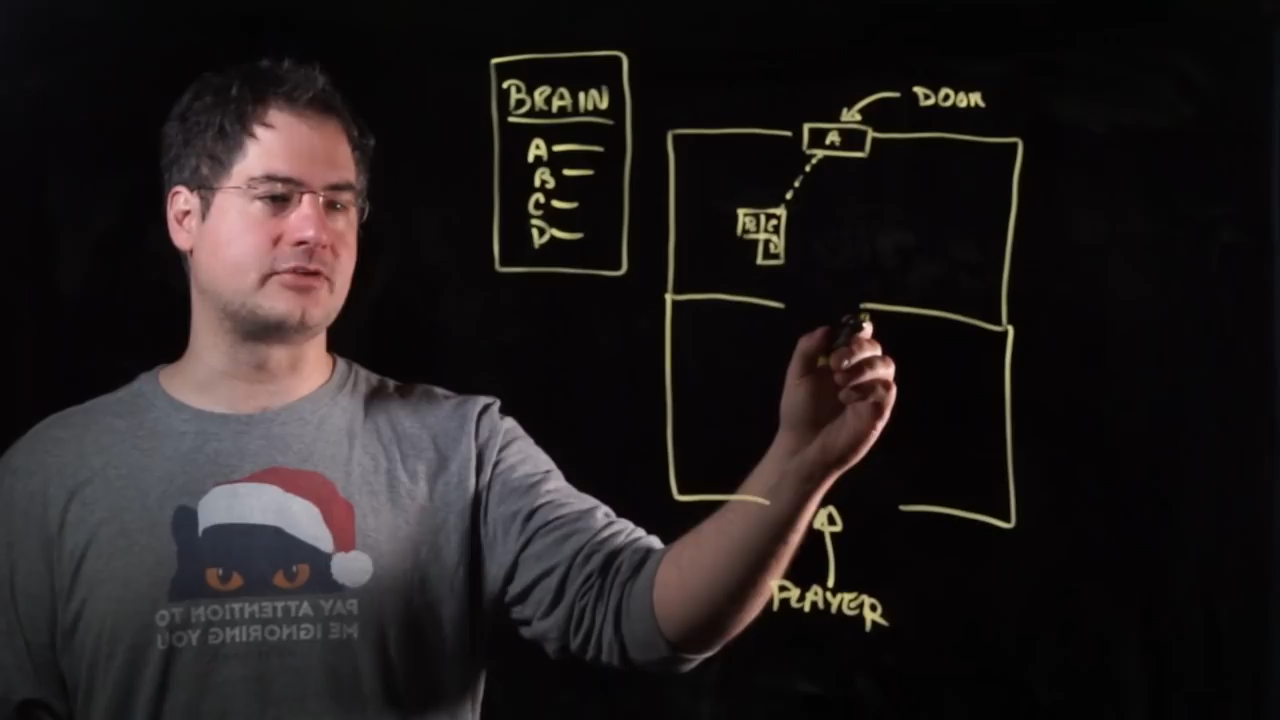 BRAIN
A
B
C
D
DOOR
A
B C
D
PLAYER
PAY ATTENTION TO
ME IGNORING YOU